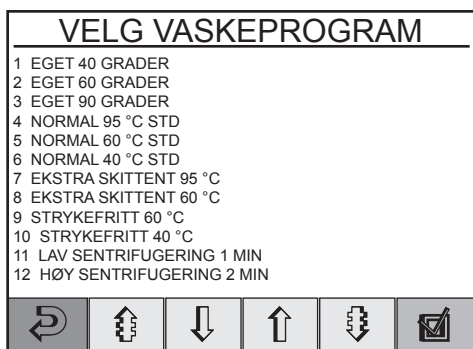 VELG VASKEPROGRAM
1 EGET 40 GRADER
2 EGET 60 GRADER
3 EGET 90 GRADER
4 NORMAL 95 °C STD
5 NORMAL 60 °C STD
6 NORMAL 40 °C STD
7 EKSTRA SKITTENT 95 °C
8 EKSTRA SKITTENT 60 °C
9 STRYKEFRITT 60 °C
10 STRYKEFRITT 40 °C
11 LAV SENTRIFUGERING 1 MIN
12 HØY SENTRIFUGERING 2 MIN